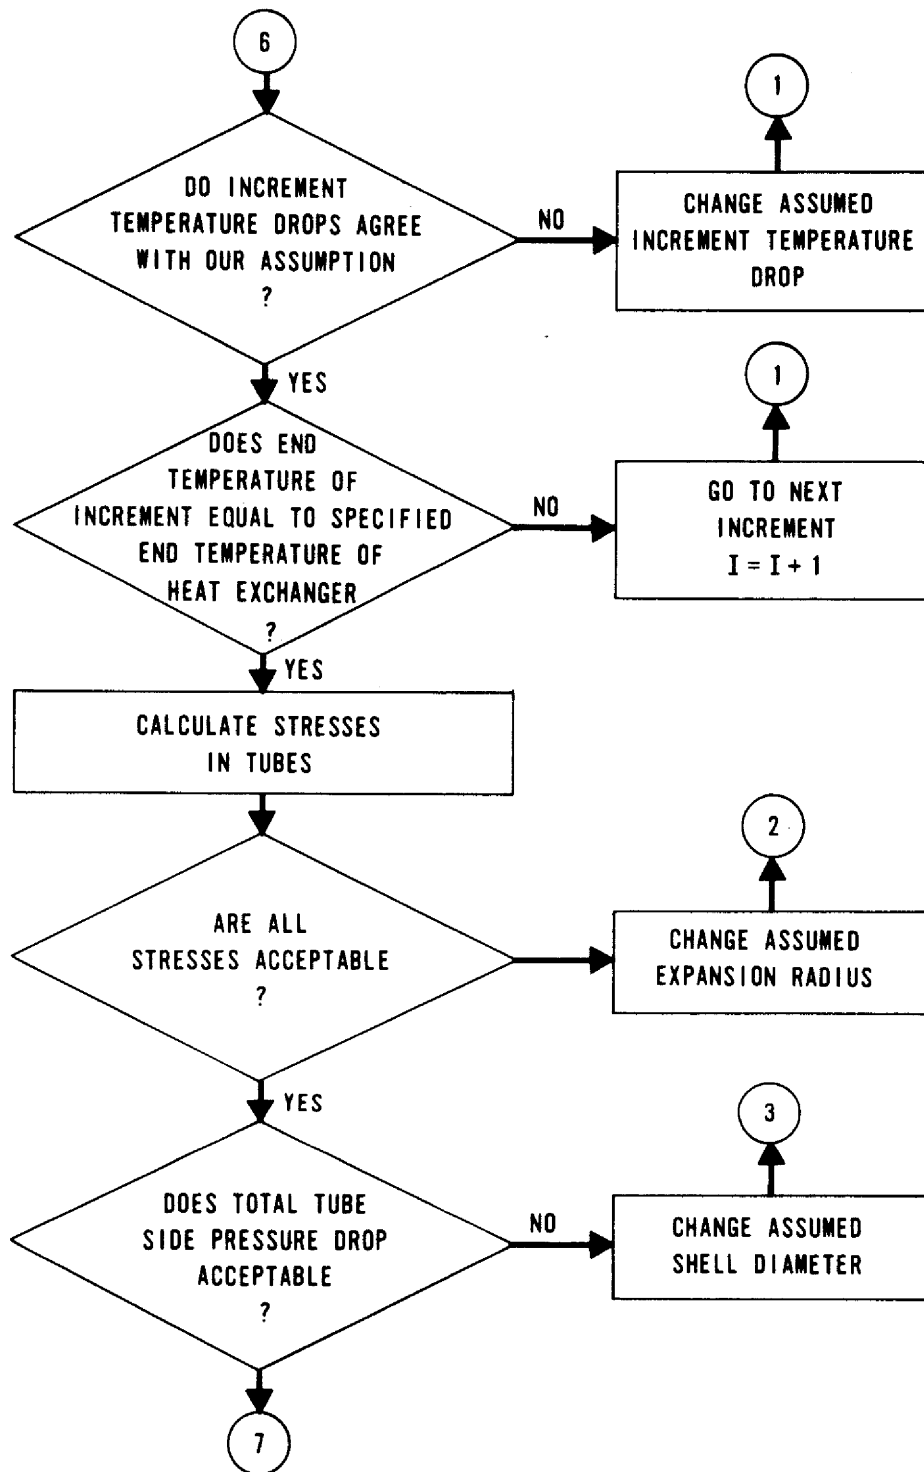 6
DO INCREMENT
TEMPERATURE DROPS AGREE
WITH OUR ASSUMPTION
?
NO
1
CHANGE ASSUMED
INCREMENT TEMPERATURE
DROP
YES
DOES END
TEMPERATURE OF
INCREMENT EQUAL TO SPECIFIED
END TEMPERATURE OF
HEAT EXCHANGER
?
NO
1
GO TO NEXT
INCREMENT
I = I + 1
YES
CALCULATE STRESSES
IN TUBES
ARE ALL
STRESSES ACCEPTABLE
?
2
CHANGE ASSUMED
EXPANSION RADIUS
YES
DOES TOTAL TUBE
SIDE PRESSURE DROP
ACCEPTABLE
?
NO
3
CHANGE ASSUMED
SHELL DIAMETER
7